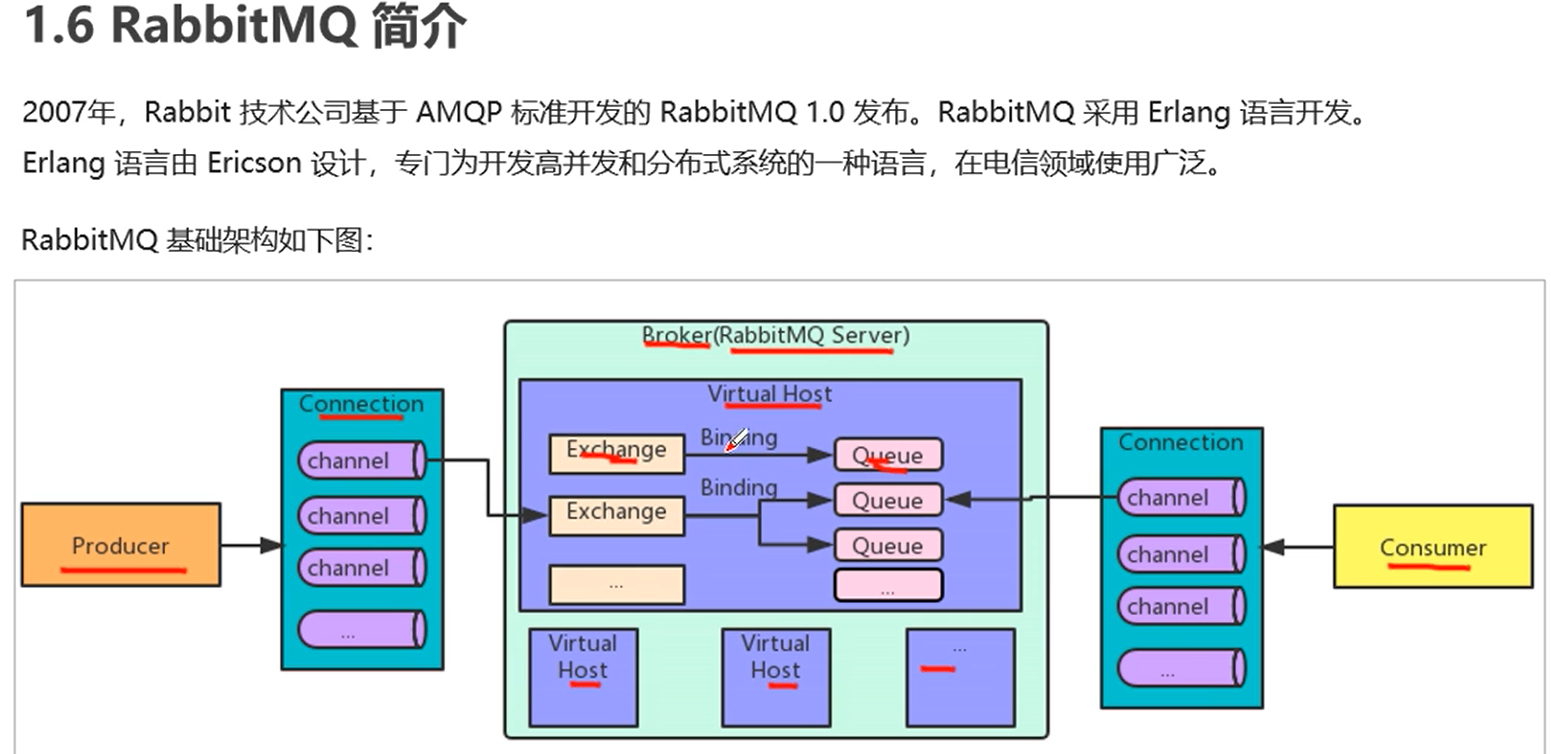 1.6 RabbitMQ 简介
2007年，Rabbit 技术公司基于 AMQP 标准开发的 RabbitMQ 1.0 发布。RabbitMQ 采用 Erlang 语言开发。
Erlang 语言由 Ericson 设计，专门为开发高并发和分布式系统的一种语言，在电信领域使用广泛。
RabbitMQ 基础架构如下图：
Broker(RabbitMQ Server)
Virtual Host
Connection
channel
channel
channel
...
Producer
Exchange
Binding
Queue
Exchange
Binding
Queue
Queue
...
...
Virtual
Host
Virtual
Host
...
Connection
channel
channel
channel
...
Consumer